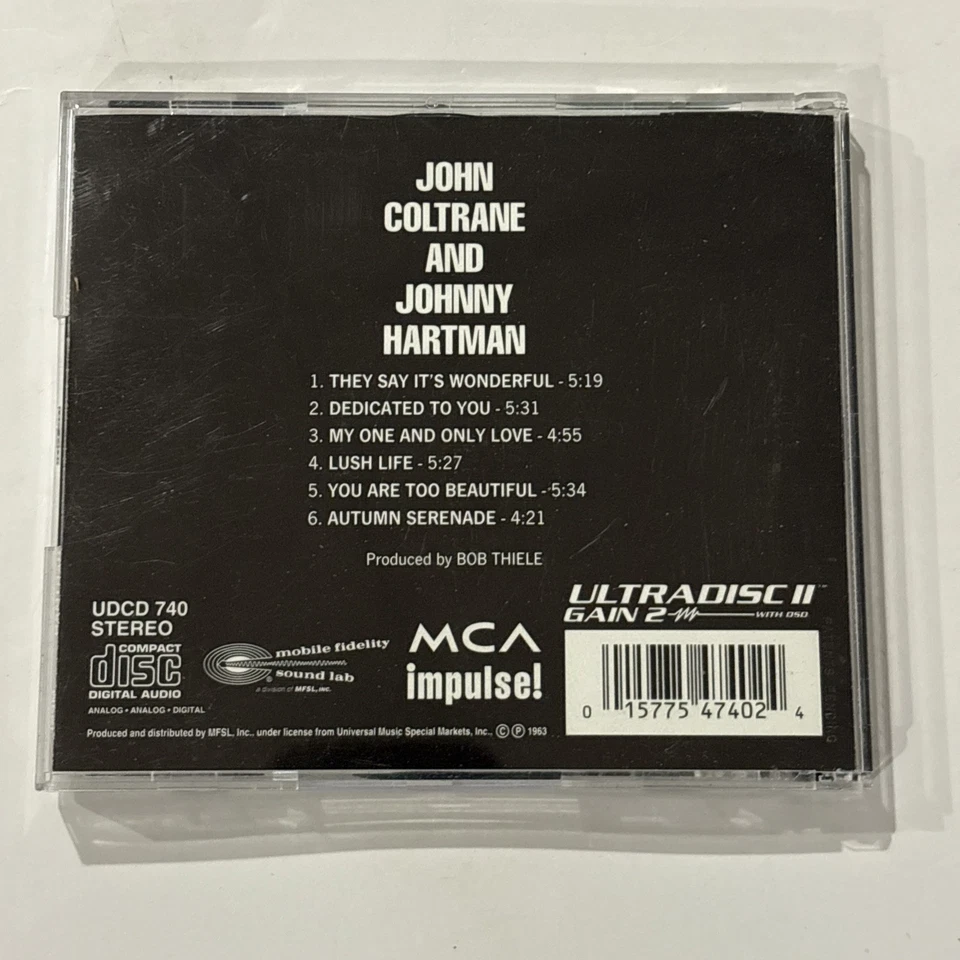 JOHN
COLTRANE
AND
JOHNNY
HARTMAN
1. THEY SAY IT'S WONDERFUL - 5:19
2. DEDICATED TO YOU - 5:31
3. MY ONE AND ONLY LOVE - 4:55
4. LUSH LIFE - 5:27
5. YOU ARE TOO BEAUTIFUL - 5:34
6. AUTUMN SERENADE - 4:21
Produced by BOB THIELE
UDCD 740
STEREO
COMPACT
disc
DIGITAL AUDIO
ANALOG • ANALOG • DIGITAL
mobile fidelity
sound lab
®
a division of MFSL, INC.
MCA
impulse!
ULTRADISC II™
GAIN 2 WITH DSD
0 15775 47402 4
Produced and distributed by MFSL, Inc., under license from Universal Music Special Markets, Inc., Ⓒ Ⓟ 1963
PATENTS PENDING